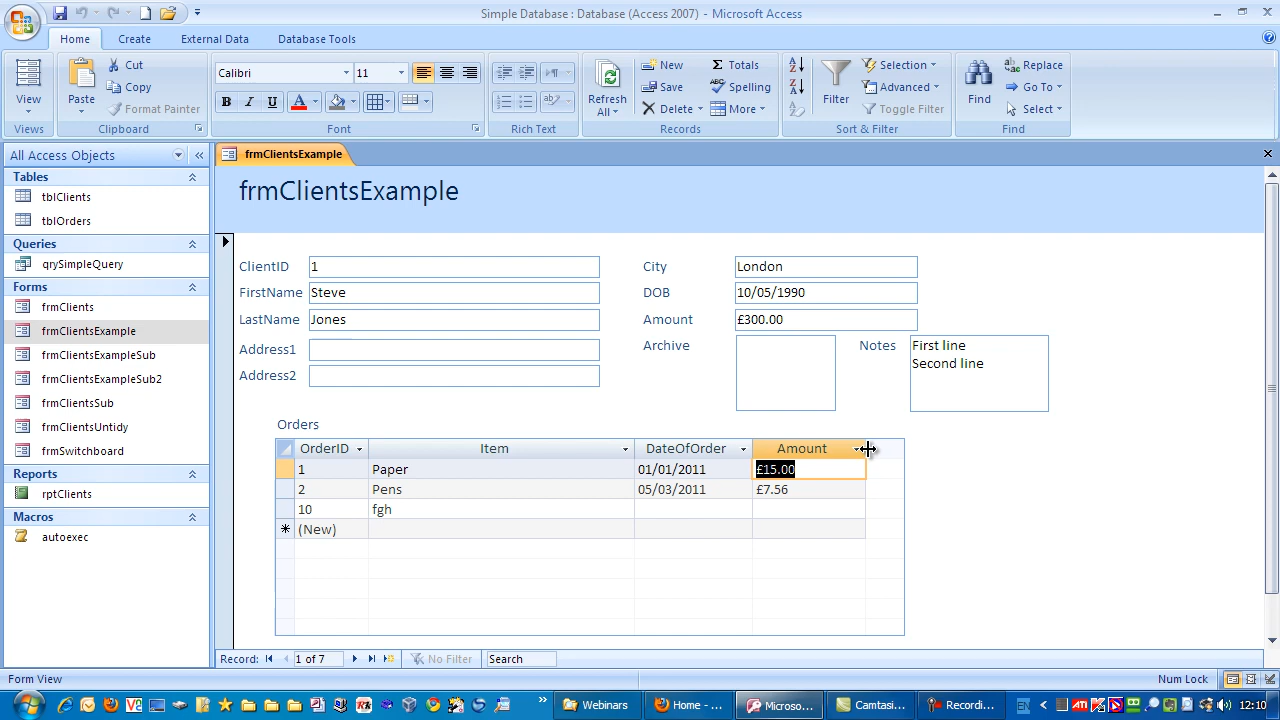 Simple Database : Database (Access 2007) - Microsoft Access
Home Create External Data Database Tools
View
Views
Paste
Cut
Copy
Format Painter
Clipboard
Calibri 11
B I U A
Font
Rich Text
Refresh All
New
Save
Delete
Totals
Spelling
More
Records
Filter
Selection
Advanced
Toggle Filter
Sort & Filter
Find
Replace
Go To
Select
Find
All Access Objects
Tables
tblClients
tblOrders
Queries
qrySimpleQuery
Forms
frmClients
frmClientsExample
frmClientsExampleSub
frmClientsExampleSub2
frmClientsSub
frmClientsUntidy
frmSwitchboard
Reports
rptClients
Macros
autoexec
frmClientsExample
frmClientsExample
ClientID 1 City London
FirstName Steve DOB 10/05/1990
LastName Jones Amount £300.00
Address1 Archive Notes First line
Second line
Address2
Orders
OrderID Item DateOfOrder Amount
1 Paper 01/01/2011 £15.00
2 Pens 05/03/2011 £7.56
10 fgh
(New)
Record: 1 of 7 No Filter Search
Form View Num Lock
Webinars Home - ... Microso... Camtasi... Recordi... EN 12:10